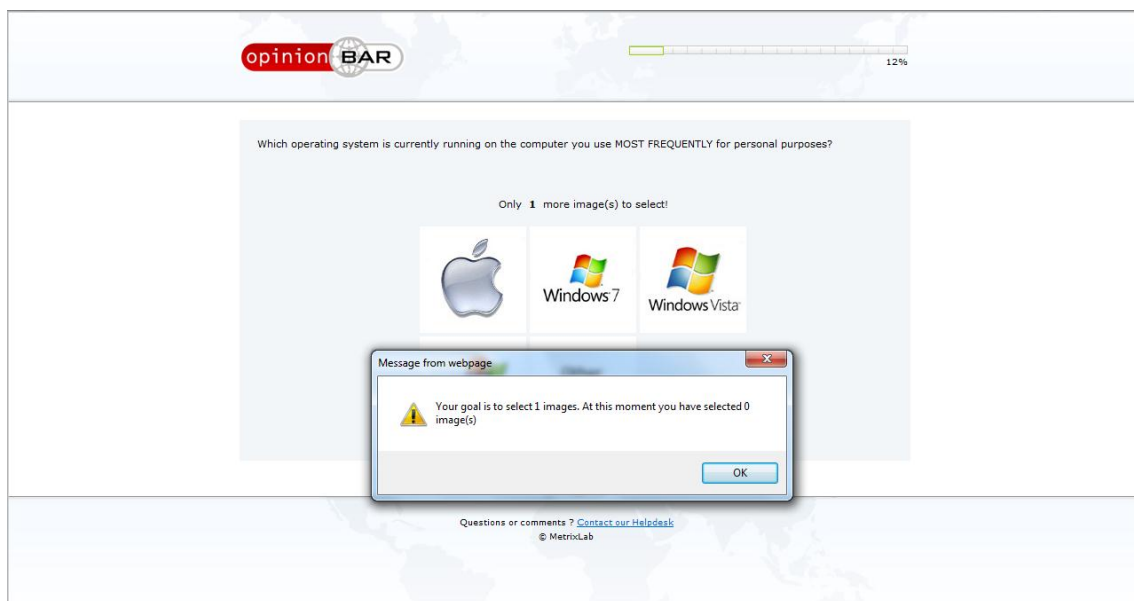 opinion BAR
12%
Which operating system is currently running on the computer you use MOST FREQUENTLY for personal purposes?
Only 1 more image(s) to select!
Windows 7
Windows Vista
Message from webpage
Your goal is to select 1 images. At this moment you have selected 0
image(s)
OK
Questions or comments ? Contact our Helpdesk
© MetrixLab